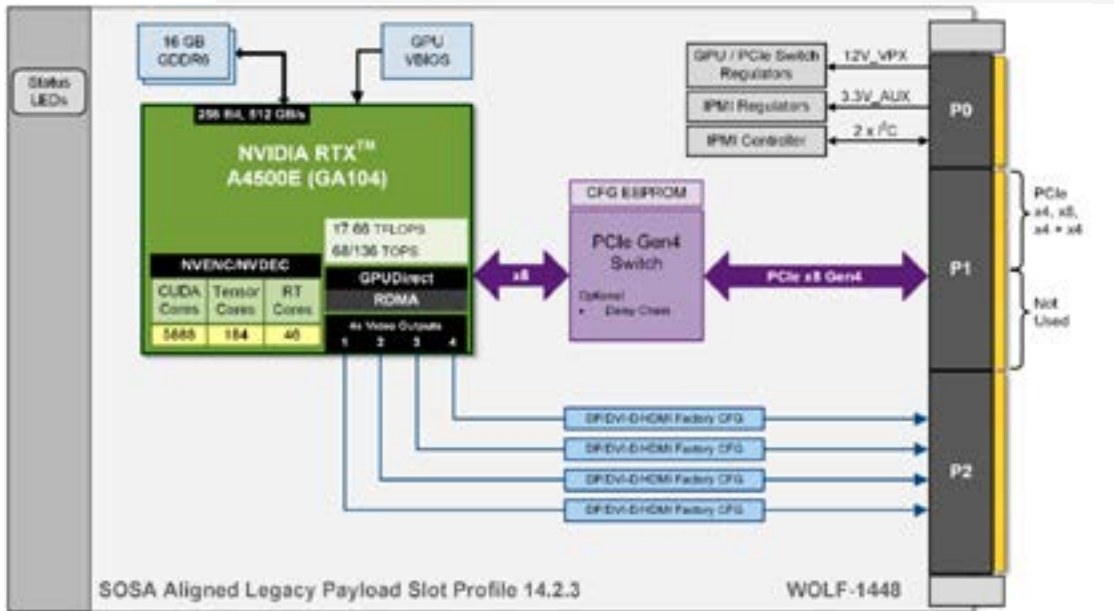 Status
LEDs
16 GB
GDDR6
GPU
VBIOS
256 Bit, 512 GB/s
NVIDIA RTX™
A4500E (GA104)
17.66 TFLOPS
68/136 TOPS
NVENC/NVDEC
GPUDirect
RDMA
CUDA Cores
Tensor Cores
RT Cores
5888
184
46
4x Video Outputs
1 2 3 4
x8
CFG EEPROM
PCIe Gen4
Switch
Optional
• Daisy Chain
PCIe x8 Gen4
GPU / PCIe Switch
Regulators
12V_VPX
IPMI Regulators
3.3V_AUX
IPMI Controller
2 x I²C
P0
P1
P2
PCIe
x4, x8,
x4 + x4
Not
Used
DP/DVI-D/HDMI Factory CFG
DP/DVI-D/HDMI Factory CFG
DP/DVI-D/HDMI Factory CFG
DP/DVI-D/HDMI Factory CFG
SOSA Aligned Legacy Payload Slot Profile 14.2.3
WOLF-1448